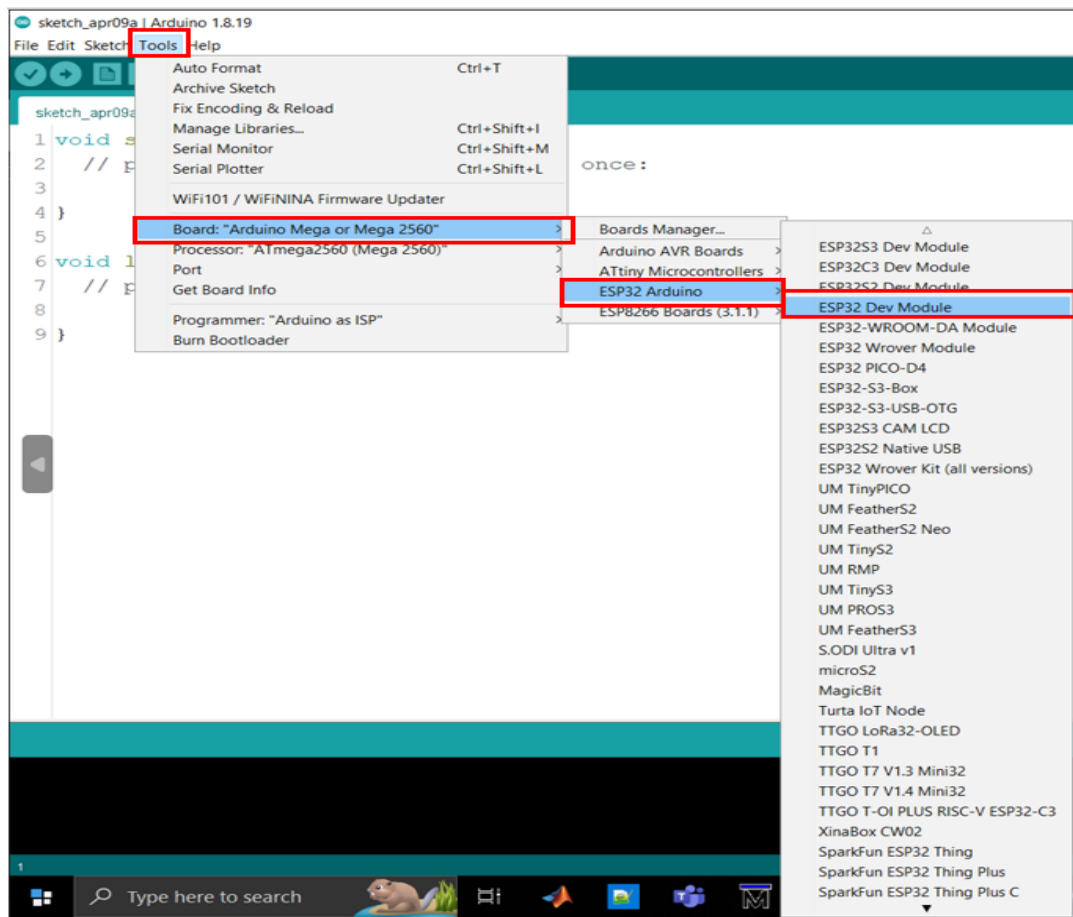 sketch_apr09a | Arduino 1.8.19
File Edit Sketch Tools Help
Auto Format Ctrl+T
Archive Sketch
Fix Encoding & Reload
Manage Libraries... Ctrl+Shift+I
Serial Monitor Ctrl+Shift+M
Serial Plotter Ctrl+Shift+L
WiFi101 / WiFiNINA Firmware Updater
Board: "Arduino Mega or Mega 2560"
Processor: "ATmega2560 (Mega 2560)"
Port
Get Board Info
Programmer: "Arduino as ISP"
Burn Bootloader
sketch_apr09a
1 void s
2 // p once:
3
4 }
5
6 void l
7 // p
8
9 }
Boards Manager...
Arduino AVR Boards
ATtiny Microcontrollers
ESP32 Arduino
ESP8266 Boards (3.1.1)
ESP32S3 Dev Module
ESP32C3 Dev Module
ESP32S2 Dev Module
ESP32 Dev Module
ESP32-WROOM-DA Module
ESP32 Wrover Module
ESP32 PICO-D4
ESP32-S3-Box
ESP32-S3-USB-OTG
ESP32S3 CAM LCD
ESP32S2 Native USB
ESP32 Wrover Kit (all versions)
UM TinyPICO
UM FeatherS2
UM FeatherS2 Neo
UM TinyS2
UM RMP
UM TinyS3
UM PROS3
UM FeatherS3
S.ODI Ultra v1
microS2
MagicBit
Turta IoT Node
TTGO LoRa32-OLED
TTGO T1
TTGO T7 V1.3 Mini32
TTGO T7 V1.4 Mini32
TTGO T-OI PLUS RISC-V ESP32-C3
XinaBox CW02
SparkFun ESP32 Thing
SparkFun ESP32 Thing Plus
SparkFun ESP32 Thing Plus C
1
Type here to search